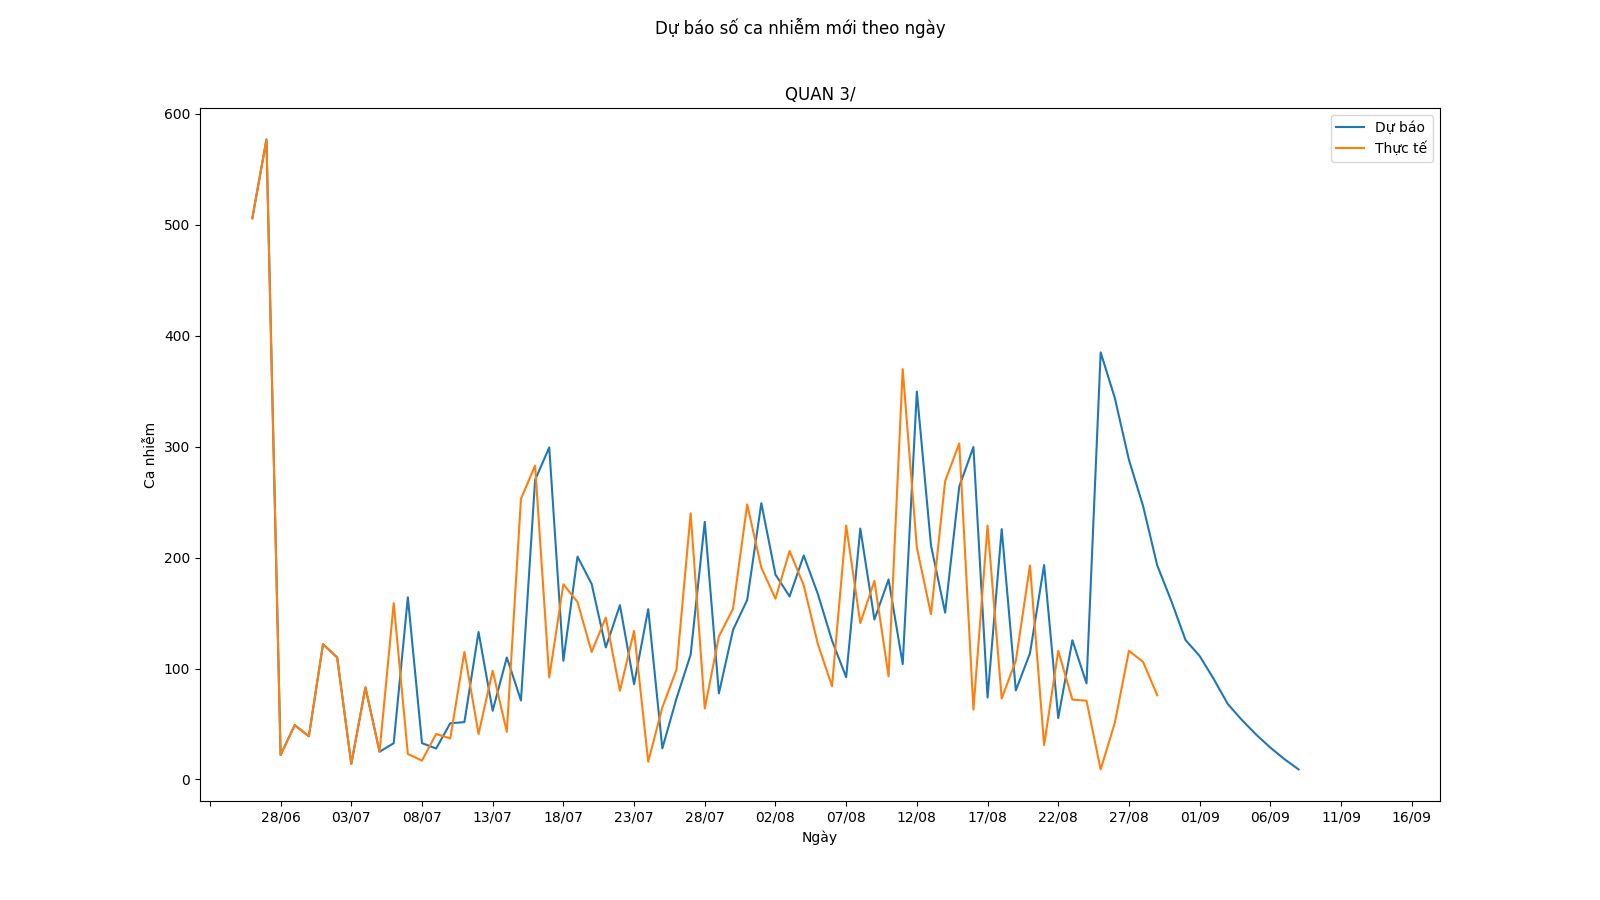 Dự báo số ca nhiễm mới theo ngày
QUAN 3/
Dự báo
Thực tế
600
500
400
300
200
100
0
Ca nhiễm
28/06 03/07 08/07 13/07 18/07 23/07 28/07 02/08 07/08 12/08 17/08 22/08 27/08 01/09 06/09 11/09 16/09
Ngày